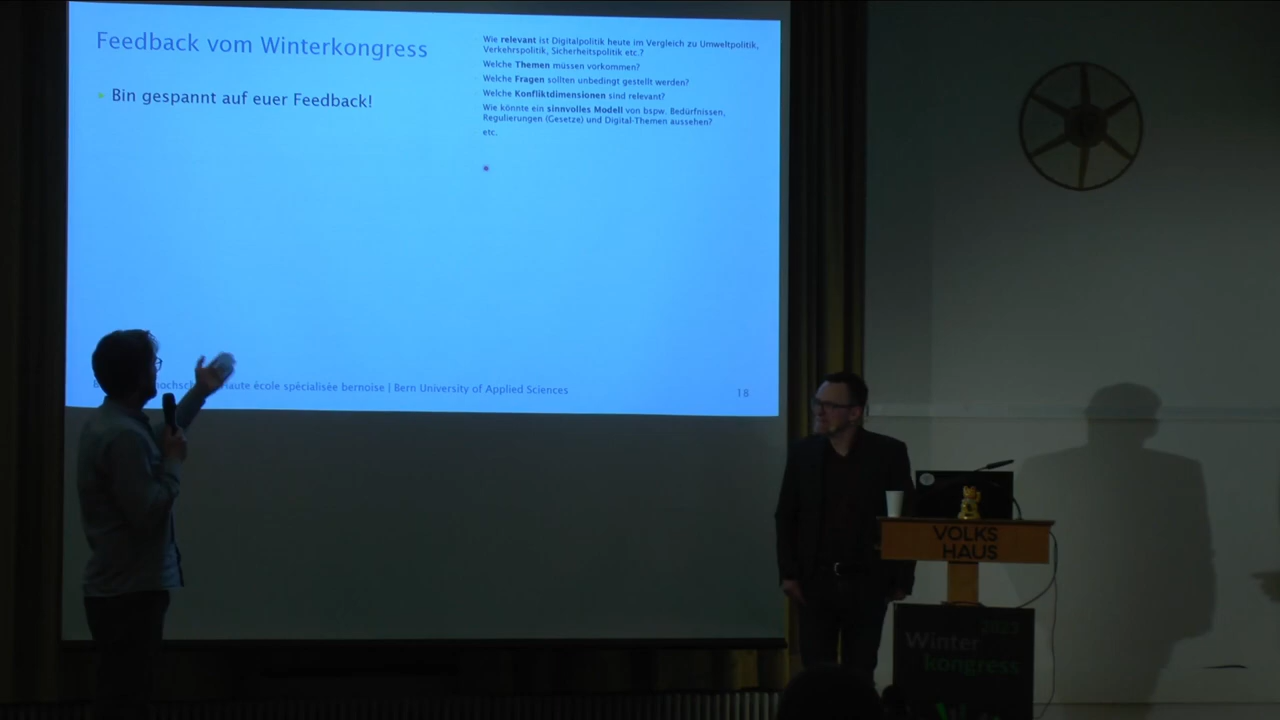 Feedback vom Winterkongress
Bin gespannt auf euer Feedback!
Wie relevant ist Digitalpolitik heute im Vergleich zu Umweltpolitik,
Verkehrspolitik, Sicherheitspolitik etc.?
Welche Themen müssen vorkommen?
Welche Fragen sollten unbedingt gestellt werden?
Welche Konfliktdimensionen sind relevant?
Wie könnte ein sinnvolles Modell von bspw. Bedürfnissen,
Regulierungen (Gesetze) und Digital-Themen aussehen?
etc.
école spécialisée bernoise | Bern University of Applied Sciences
18
VOLKS
HAUS
Winter
kongress